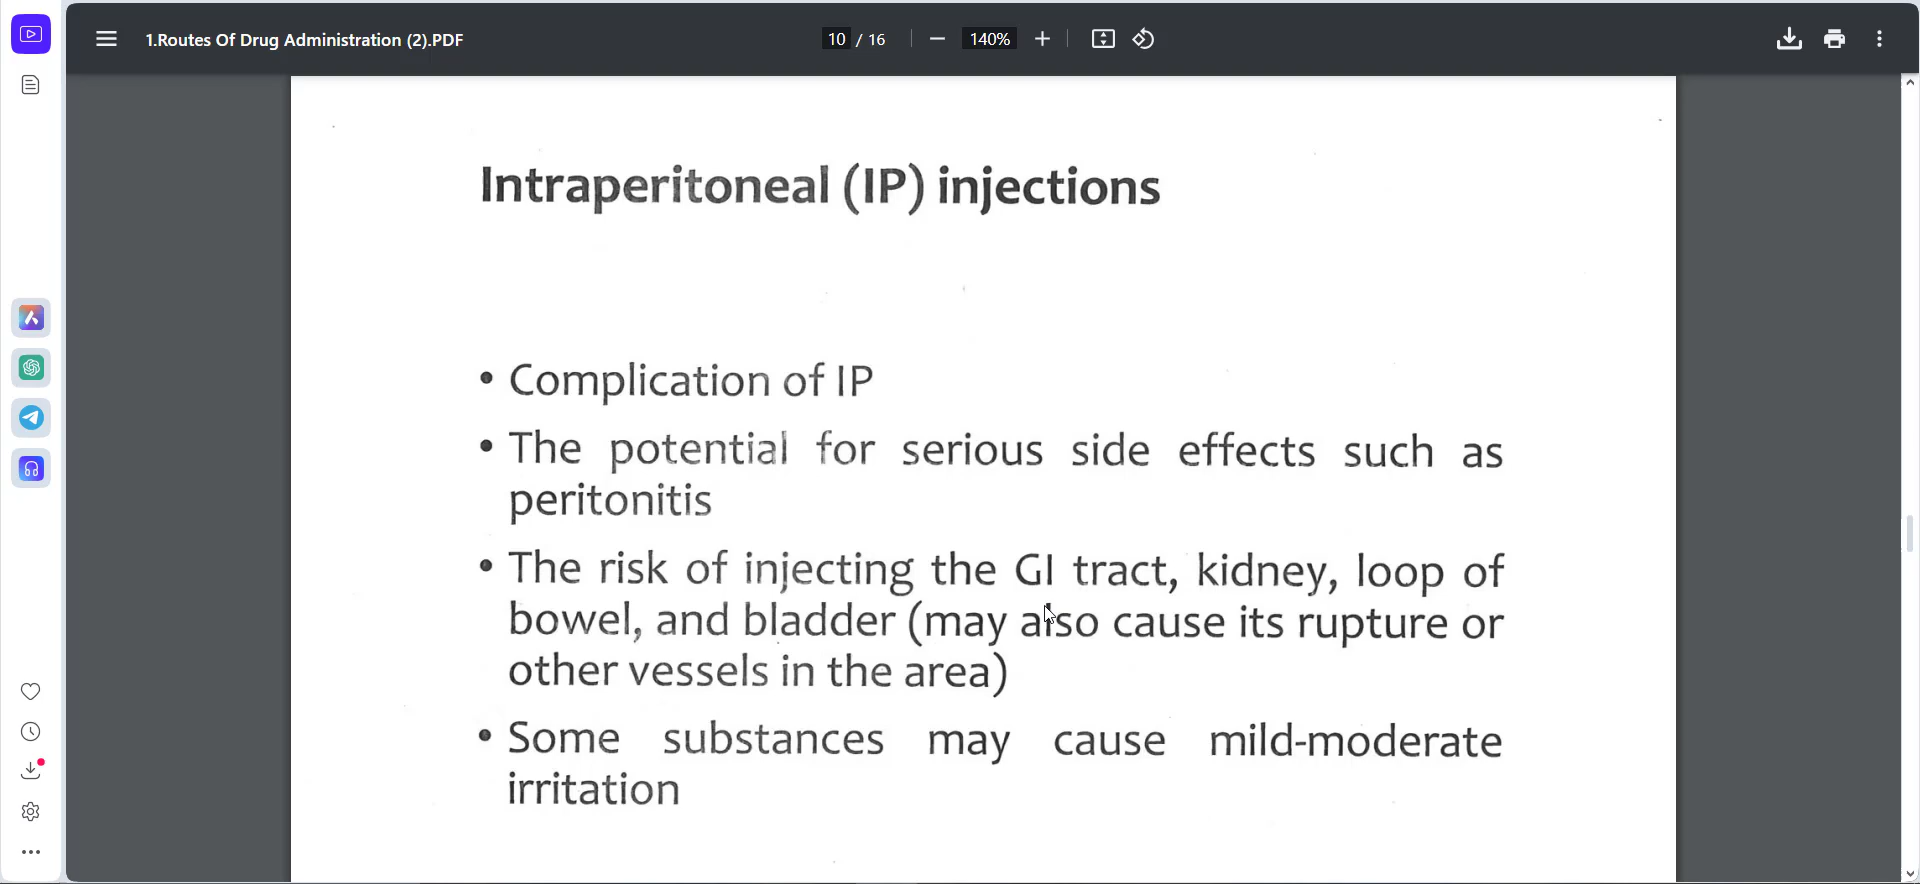 1.Routes Of Drug Administration (2).PDF
10 / 16
140%
Intraperitoneal (IP) injections
• Complication of IP
• The potential for serious side effects such as
peritonitis
• The risk of injecting the GI tract, kidney, loop of
bowel, and bladder (may also cause its rupture or
other vessels in the area)
• Some substances may cause mild-moderate
irritation